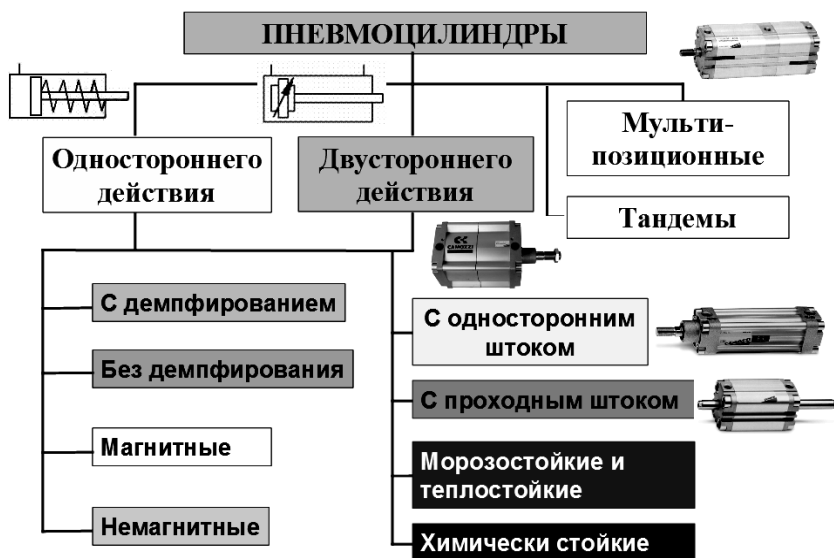 ПНЕВМОЦИЛИНДРЫ
Одностороннего
действия
Двустороннего
действия
Мульти-
позиционные
Тандемы
CAMOZZI
С демпфированием
Без демпфирования
Магнитные
Немагнитные
С односторонним
штоком
С проходным штоком
Морозостойкие и
теплостойкие
Химически стойкие